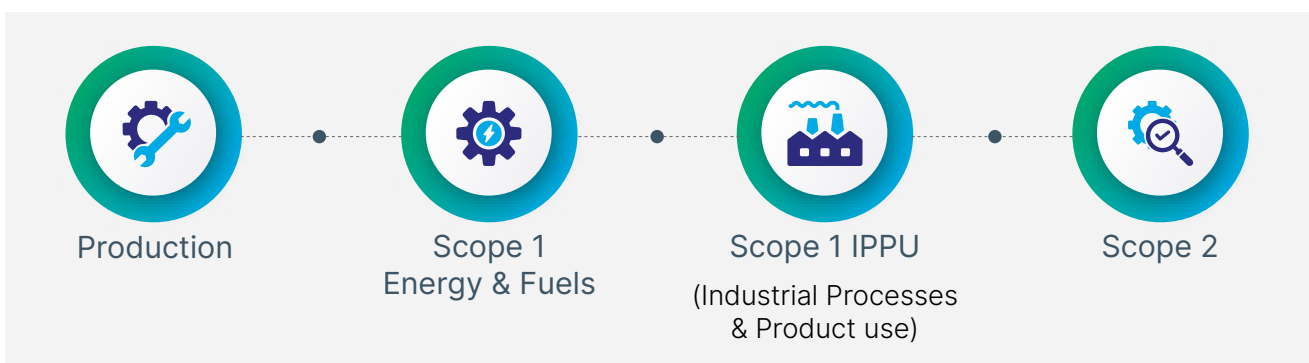 Production
Scope 1
Energy & Fuels
Scope 1 IPPU
(Industrial Processes
& Product use)
Scope 2